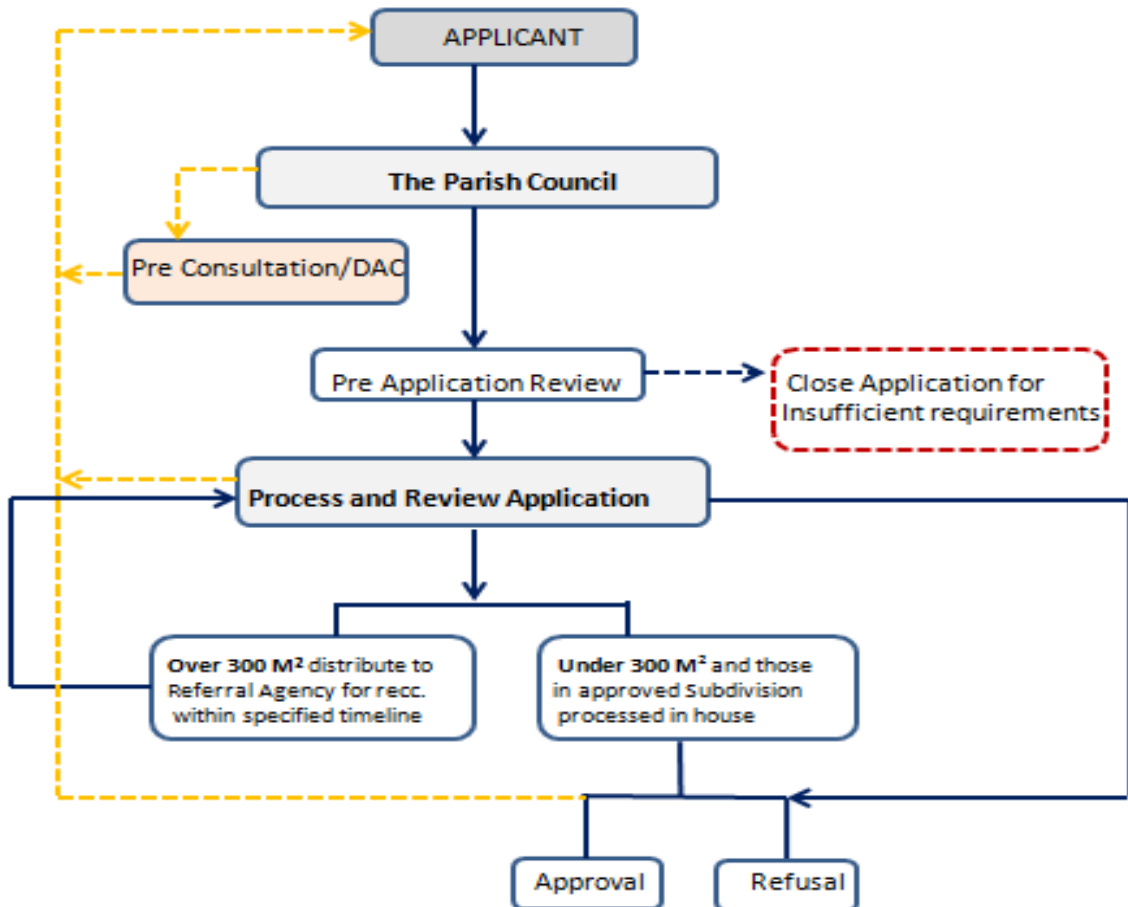 APPLICANT
The Parish Council
Pre Consultation/DAC
Pre Application Review
Close Application for
Insufficient requirements
Process and Review Application
Over 300 M² distribute to
Referral Agency for recc.
within specified timeline
Under 300 M² and those
in approved Subdivision
processed in house
Approval
Refusal